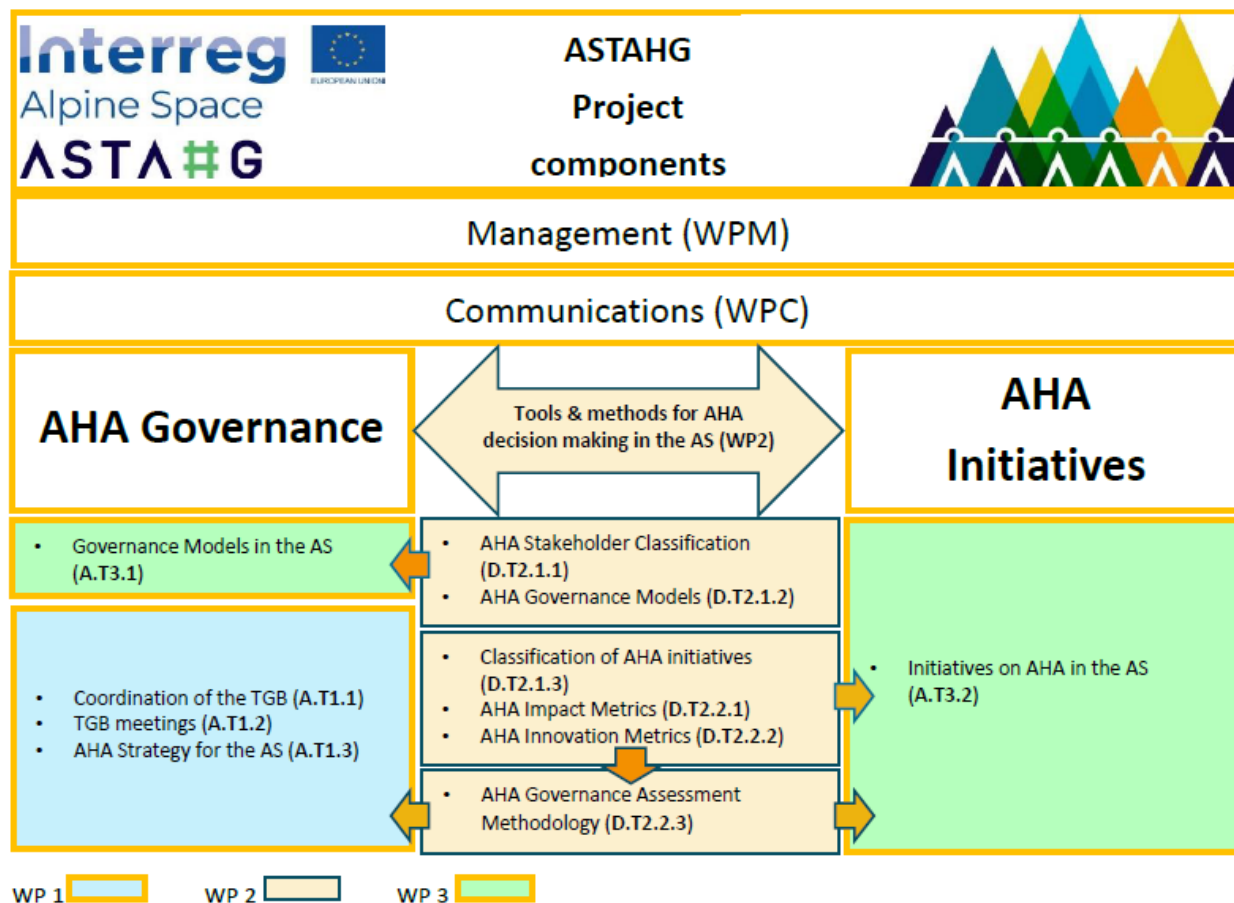 Interreg
EUROPEAN UNION
Alpine Space
ASTAHG
ASTAHG
Project
components
Management (WPM)
Communications (WPC)
AHA Governance
Tools & methods for AHA
decision making in the AS (WP2)
AHA
Initiatives
• Governance Models in the AS
(A.T3.1)
• AHA Stakeholder Classification
(D.T2.1.1)
• AHA Governance Models (D.T2.1.2)
• Coordination of the TGB (A.T1.1)
• TGB meetings (A.T1.2)
• AHA Strategy for the AS (A.T1.3)
• Classification of AHA initiatives
(D.T2.1.3)
• AHA Impact Metrics (D.T2.2.1)
• AHA Innovation Metrics (D.T2.2.2)
• AHA Governance Assessment
Methodology (D.T2.2.3)
• Initiatives on AHA in the AS
(A.T3.2)
WP 1
WP 2
WP 3